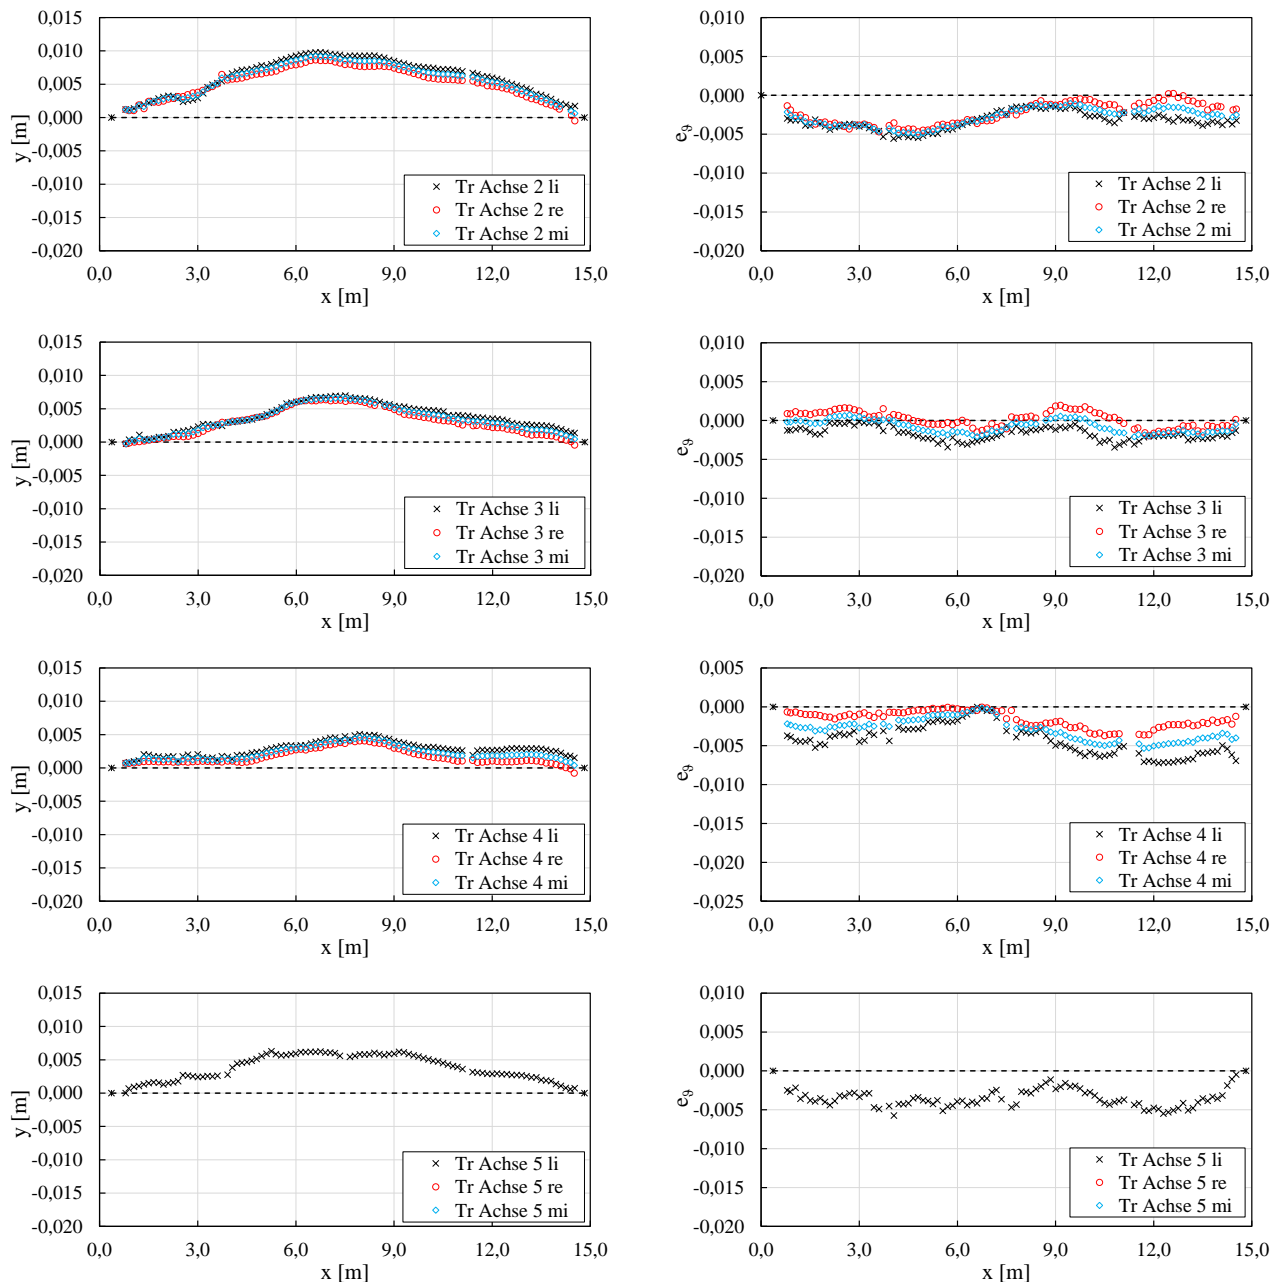 0,015
0,010
0,005
0,000
-0,005
-0,010
-0,015
-0,020
y [m]
Tr Achse 2 li
Tr Achse 2 re
Tr Achse 2 mi
0,0 3,0 6,0 9,0 12,0 15,0
x [m]
0,010
0,005
0,000
-0,005
-0,010
-0,015
-0,020
eϑ
Tr Achse 2 li
Tr Achse 2 re
Tr Achse 2 mi
0,0 3,0 6,0 9,0 12,0 15,0
x [m]
0,015
0,010
0,005
0,000
-0,005
-0,010
-0,015
-0,020
y [m]
Tr Achse 3 li
Tr Achse 3 re
Tr Achse 3 mi
0,0 3,0 6,0 9,0 12,0 15,0
x [m]
0,010
0,005
0,000
-0,005
-0,010
-0,015
-0,020
eϑ
Tr Achse 3 li
Tr Achse 3 re
Tr Achse 3 mi
0,0 3,0 6,0 9,0 12,0 15,0
x [m]
0,015
0,010
0,005
0,000
-0,005
-0,010
-0,015
-0,020
y [m]
Tr Achse 4 li
Tr Achse 4 re
Tr Achse 4 mi
0,0 3,0 6,0 9,0 12,0 15,0
x [m]
0,005
0,000
-0,005
-0,010
-0,015
-0,020
-0,025
eϑ
Tr Achse 4 li
Tr Achse 4 re
Tr Achse 4 mi
0,0 3,0 6,0 9,0 12,0 15,0
x [m]
0,015
0,010
0,005
0,000
-0,005
-0,010
-0,015
-0,020
y [m]
Tr Achse 5 li
Tr Achse 5 re
Tr Achse 5 mi
0,0 3,0 6,0 9,0 12,0 15,0
x [m]
0,010
0,005
0,000
-0,005
-0,010
-0,015
-0,020
eϑ
Tr Achse 5 li
Tr Achse 5 re
Tr Achse 5 mi
0,0 3,0 6,0 9,0 12,0 15,0
x [m]